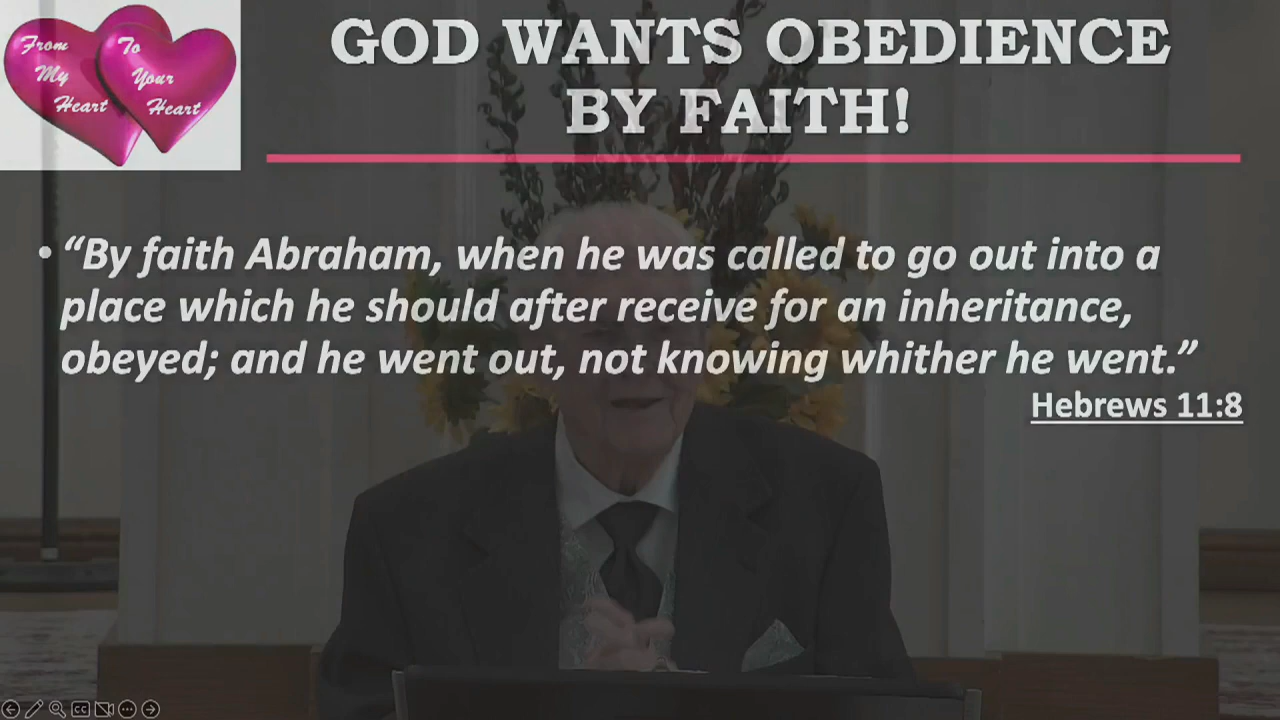 From
My
Heart
To
Your
Heart
GOD WANTS OBEDIENCE
BY FAITH!
• “By faith Abraham, when he was called to go out into a
place which he should after receive for an inheritance,
obeyed; and he went out, not knowing whither he went.”
Hebrews 11:8
CC